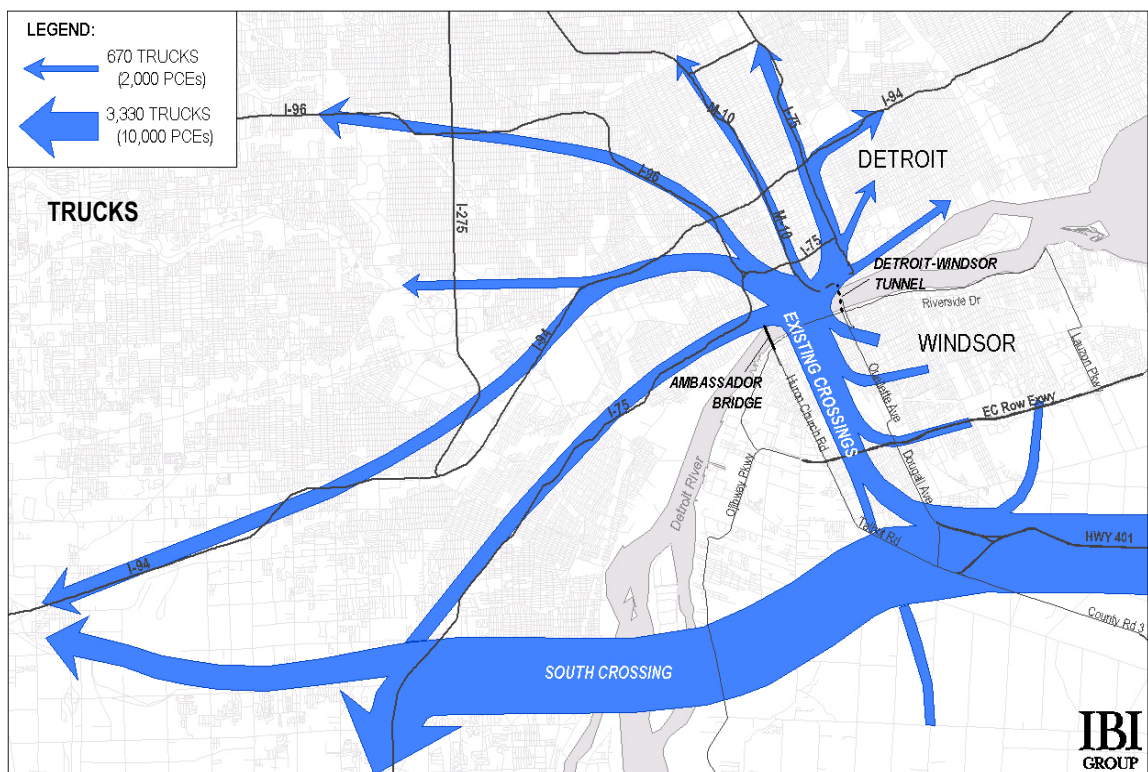 LEGEND:
670 TRUCKS
(2,000 PCEs)
3,330 TRUCKS
(10,000 PCEs)
TRUCKS
I-96
I-96
I-275
M-10
M-10
I-75
I-75
I-94
DETROIT
DETROIT-WINDSOR
TUNNEL
Riverside Dr
WINDSOR
Lauzon Pkwy
EXISTING CROSSINGS
AMBASSADOR
BRIDGE
Huron Church Rd
Ouellette Ave
EC Row Expwy
Dougall Ave
Ojibway Pkwy
Detroit River
Talbot Rd
HWY 401
County Rd 3
I-94
I-75
I-94
SOUTH CROSSING
IBI
GROUP